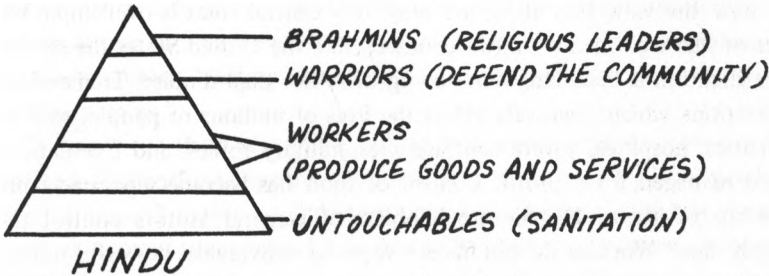 BRAHMINS (RELIGIOUS LEADERS)
WARRIORS (DEFEND THE COMMUNITY)
WORKERS
(PRODUCE GOODS AND SERVICES)
UNTOUCHABLES (SANITATION)
HINDU